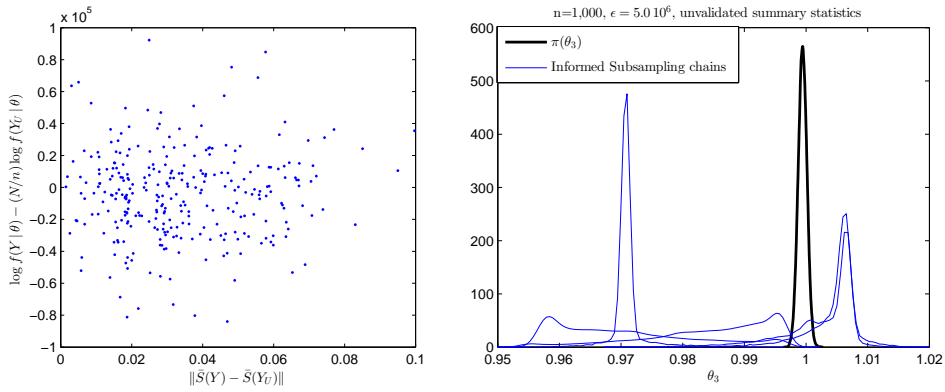 x 10^5
1
0.8
0.6
0.4
0.2
0
−0.2
−0.4
−0.6
−0.8
−1
log f(Y | θ) − (N/n) log f(Y_U | θ)
0 0.02 0.04 0.06 0.08 0.1
‖S̄(Y) − S̄(Y_U)‖
n=1,000, ϵ = 5.0 10^6, unvalidated summary statistics
π(θ_3)
Informed Subsampling chains
600
500
400
300
200
100
0
0.95 0.96 0.97 0.98 0.99 1 1.01 1.02
θ_3